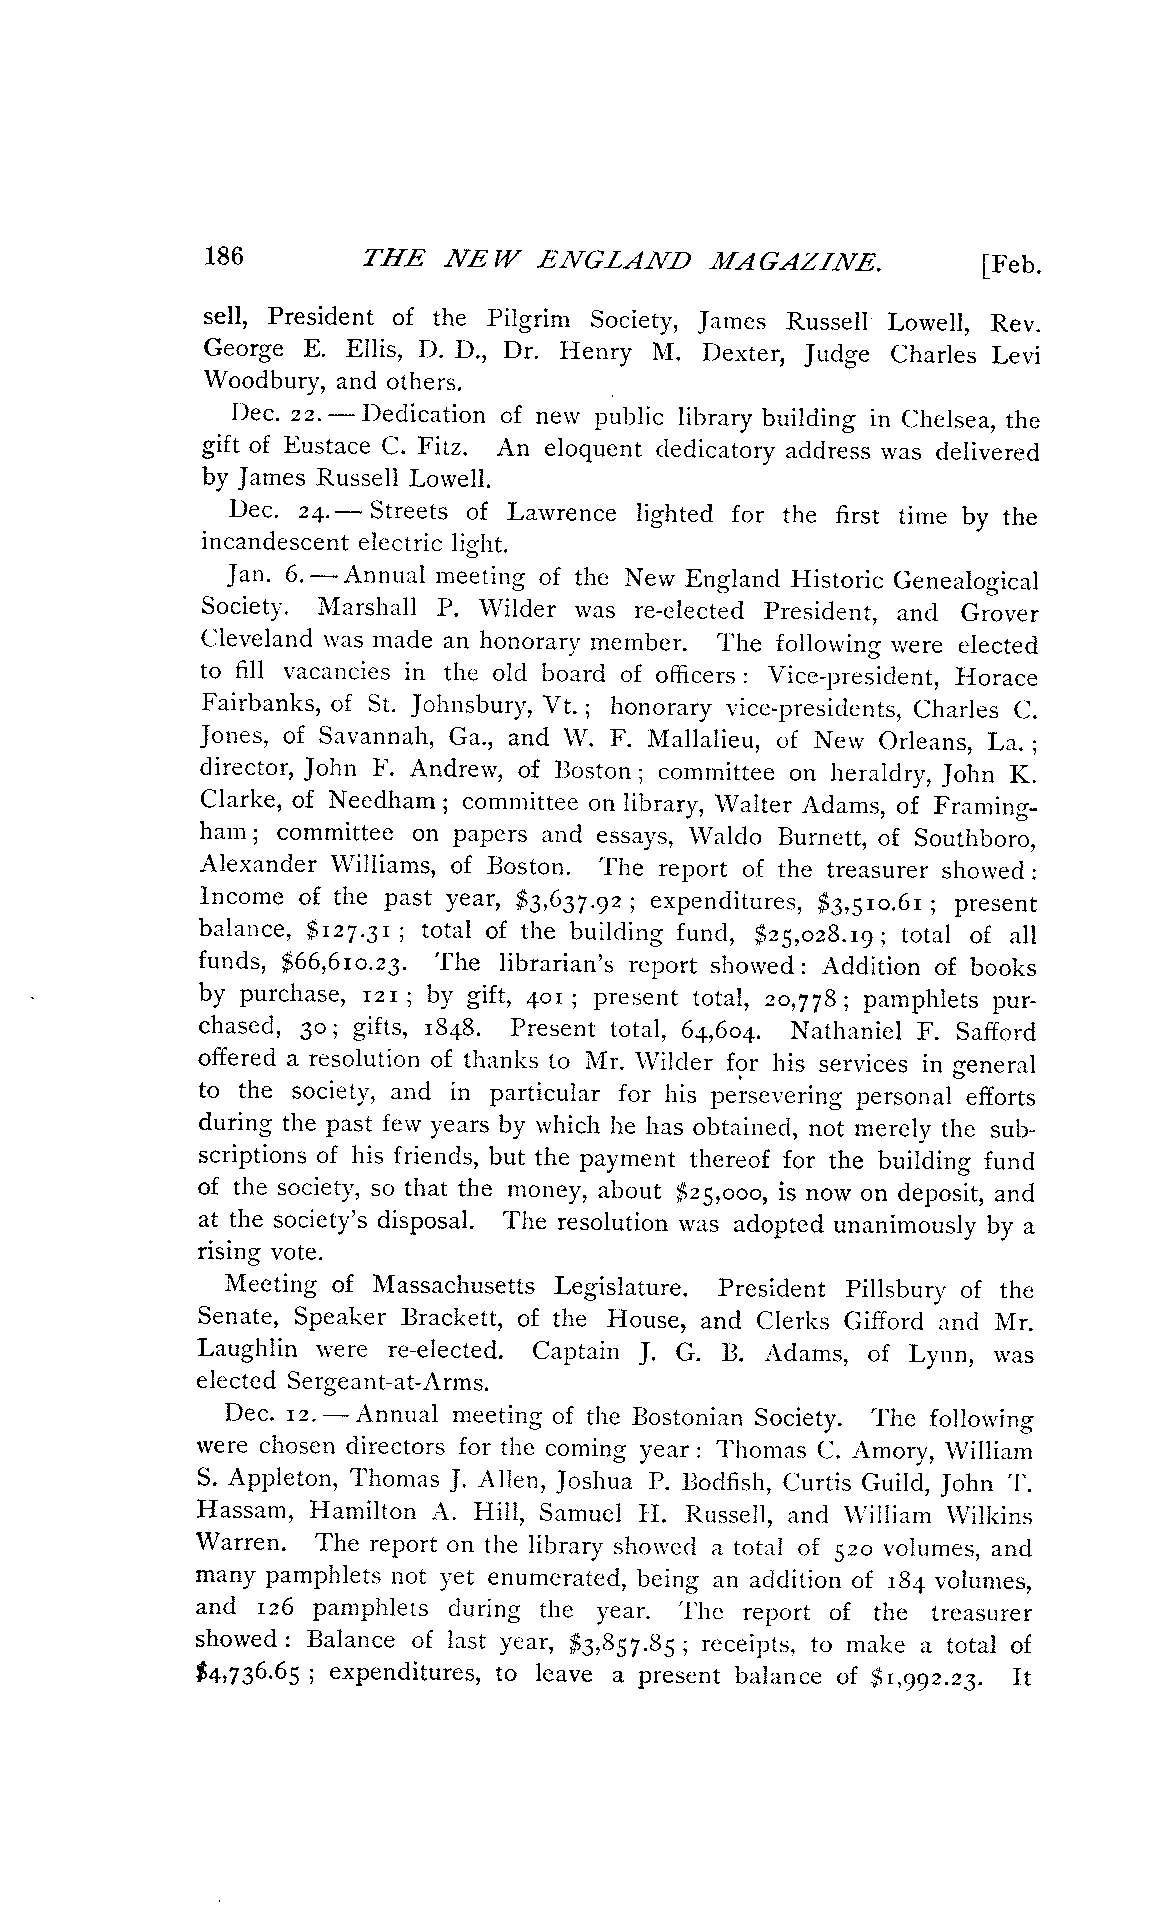 186 THE NEW ENGLAND MAGAZINE. [Feb.
sell, President of the Pilgrim Society, James Russell Lowell, Rev.
George E. Ellis, D. D., Dr. Henry M. Dexter, Judge Charles Levi
Woodbury, and others.
Dec. 22. — Dedication of new public library building in Chelsea, the
gift of Eustace C. Fitz. An eloquent dedicatory address was delivered
by James Russell Lowell.
Dec. 24. — Streets of Lawrence lighted for the first time by the
incandescent electric light.
Jan. 6. — Annual meeting of the New England Historic Genealogical
Society. Marshall P. Wilder was re-elected President, and Grover
Cleveland was made an honorary member. The following were elected
to fill vacancies in the old board of officers : Vice-president, Horace
Fairbanks, of St. Johnsbury, Vt. ; honorary vice-presidents, Charles C.
Jones, of Savannah, Ga., and W. F. Mallalieu, of New Orleans, La. ;
director, John F. Andrew, of Boston ; committee on heraldry, John K.
Clarke, of Needham ; committee on library, Walter Adams, of Framing-
ham ; committee on papers and essays, Waldo Burnett, of Southboro,
Alexander Williams, of Boston. The report of the treasurer showed :
Income of the past year, $3,637.92 ; expenditures, $3,510.61 ; present
balance, $127.31 ; total of the building fund, $25,028.19 ; total of all
funds, $66,610.23. The librarian's report showed : Addition of books
by purchase, 121 ; by gift, 401 ; present total, 20,778 ; pamphlets pur-
chased, 30 ; gifts, 1848. Present total, 64,604. Nathaniel F. Safford
offered a resolution of thanks to Mr. Wilder for his services in general
to the society, and in particular for his persevering personal efforts
during the past few years by which he has obtained, not merely the sub-
scriptions of his friends, but the payment thereof for the building fund
of the society, so that the money, about $25,000, is now on deposit, and
at the society's disposal. The resolution was adopted unanimously by a
rising vote.
Meeting of Massachusetts Legislature. President Pillsbury of the
Senate, Speaker Brackett, of the House, and Clerks Gifford and Mr.
Laughlin were re-elected. Captain J. G. B. Adams, of Lynn, was
elected Sergeant-at-Arms.
Dec. 12. — Annual meeting of the Bostonian Society. The following
were chosen directors for the coming year : Thomas C. Amory, William
S. Appleton, Thomas J. Allen, Joshua P. Bodfish, Curtis Guild, John T.
Hassam, Hamilton A. Hill, Samuel H. Russell, and William Wilkins
Warren. The report on the library showed a total of 520 volumes, and
many pamphlets not yet enumerated, being an addition of 184 volumes,
and 126 pamphlets during the year. The report of the treasurer
showed : Balance of last year, $3,857.85 ; receipts, to make a total of
$4,736.65 ; expenditures, to leave a present balance of $1,992.23. It